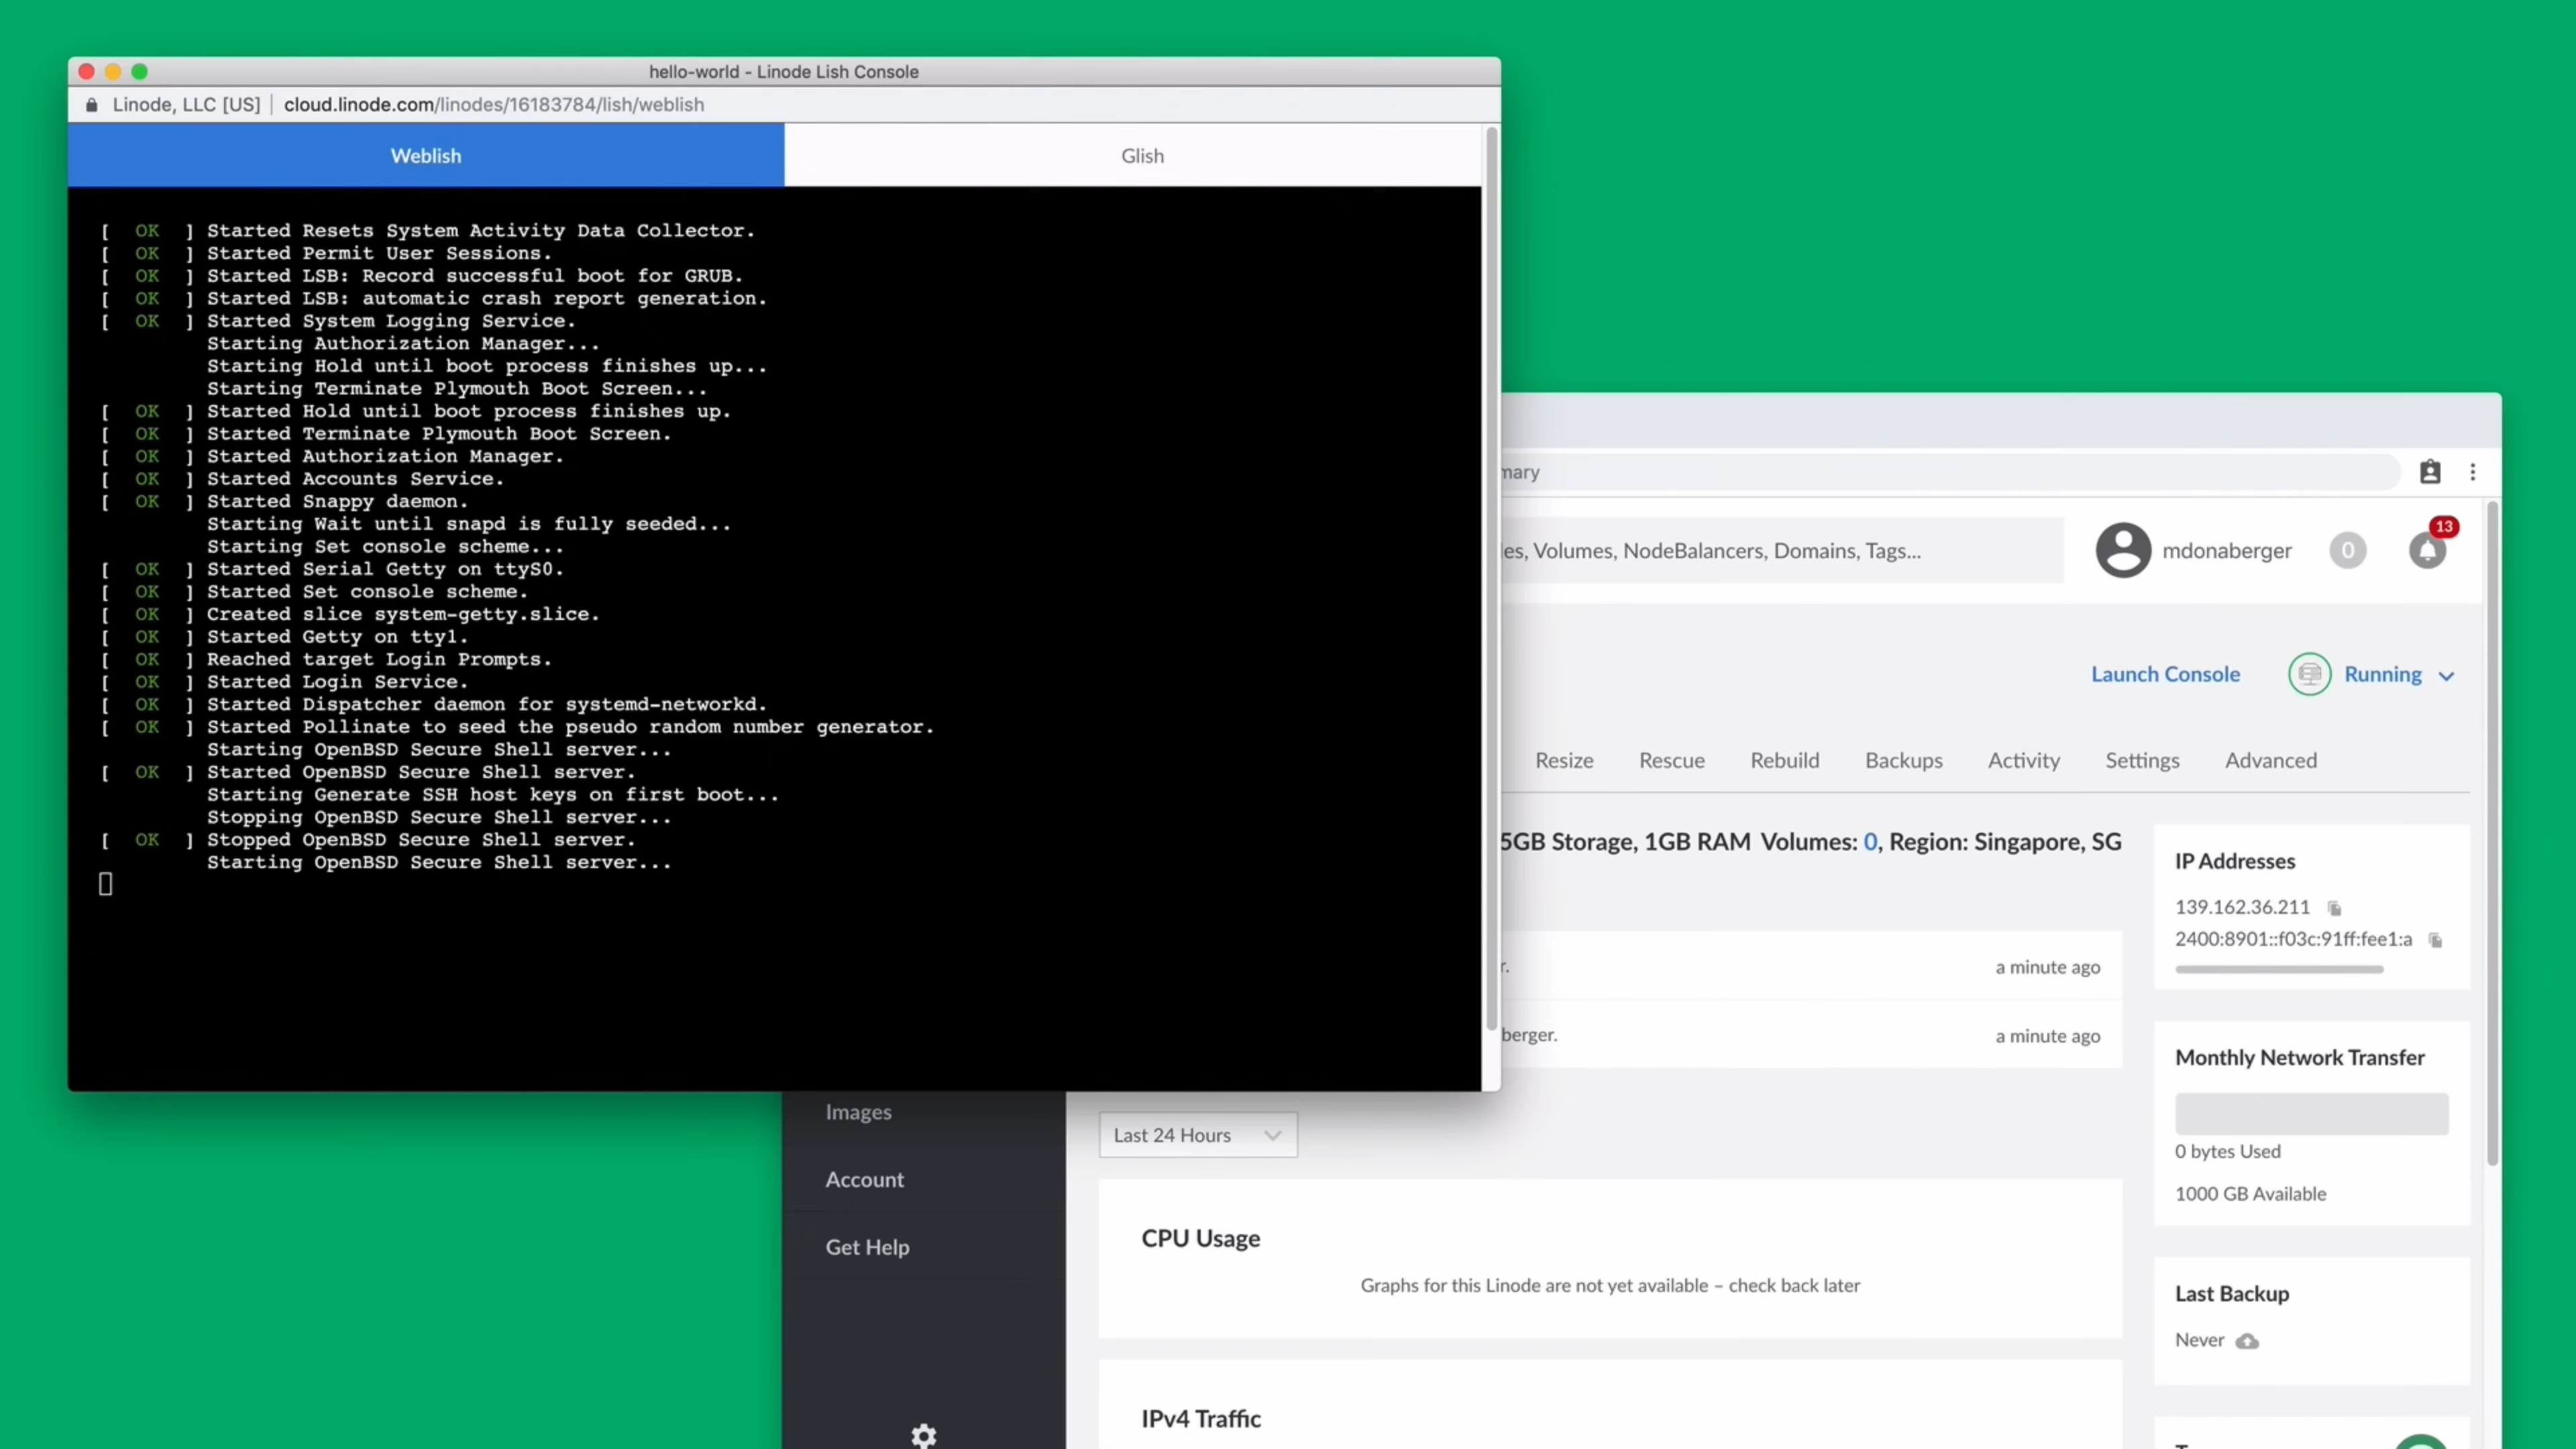 hello-world - Linode Lish Console
Linode, LLC [US] | cloud.linode.com/linodes/16183784/lish/weblish
Weblish
Glish
[ OK ] Started Resets System Activity Data Collector.
[ OK ] Started Permit User Sessions.
[ OK ] Started LSB: Record successful boot for GRUB.
[ OK ] Started LSB: automatic crash report generation.
[ OK ] Started System Logging Service.
Starting Authorization Manager...
Starting Hold until boot process finishes up...
Starting Terminate Plymouth Boot Screen...
[ OK ] Started Hold until boot process finishes up.
[ OK ] Started Terminate Plymouth Boot Screen.
[ OK ] Started Authorization Manager.
[ OK ] Started Accounts Service.
[ OK ] Started Snappy daemon.
Starting Wait until snapd is fully seeded...
Starting Set console scheme...
[ OK ] Started Serial Getty on ttyS0.
[ OK ] Started Set console scheme.
[ OK ] Created slice system-getty.slice.
[ OK ] Started Getty on tty1.
[ OK ] Reached target Login Prompts.
[ OK ] Started Login Service.
[ OK ] Started Dispatcher daemon for systemd-networkd.
[ OK ] Started Pollinate to seed the pseudo random number generator.
Starting OpenBSD Secure Shell server...
[ OK ] Started OpenBSD Secure Shell server.
Starting Generate SSH host keys on first boot...
Stopping OpenBSD Secure Shell server...
[ OK ] Stopped OpenBSD Secure Shell server.
Starting OpenBSD Secure Shell server...
mary
es, Volumes, NodeBalancers, Domains, Tags...
mdonaberger
0
13
Launch Console
Running
Resize
Rescue
Rebuild
Backups
Activity
Settings
Advanced
5GB Storage, 1GB RAM Volumes: 0, Region: Singapore, SG
r.
a minute ago
berger.
a minute ago
IP Addresses
139.162.36.211
2400:8901::f03c:91ff:fee1:a
Monthly Network Transfer
0 bytes Used
1000 GB Available
Last Backup
Never
Images
Account
Get Help
Last 24 Hours
CPU Usage
Graphs for this Linode are not yet available – check back later
IPv4 Traffic